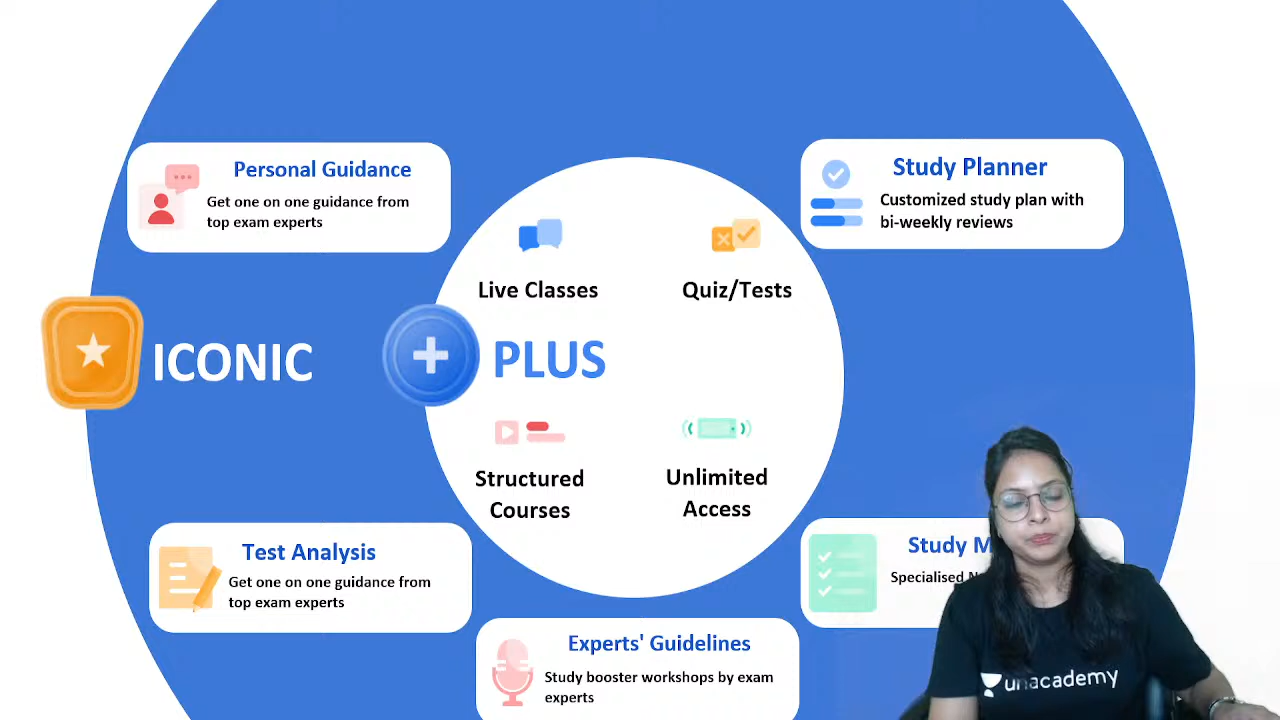 Personal Guidance
Get one on one guidance from
top exam experts
Study Planner
Customized study plan with
bi-weekly reviews
Live Classes
Quiz/Tests
ICONIC
PLUS
Structured
Courses
Unlimited
Access
Test Analysis
Get one on one guidance from
top exam experts
Study
Specialised
Experts' Guidelines
Study booster workshops by exam
experts
unacademy